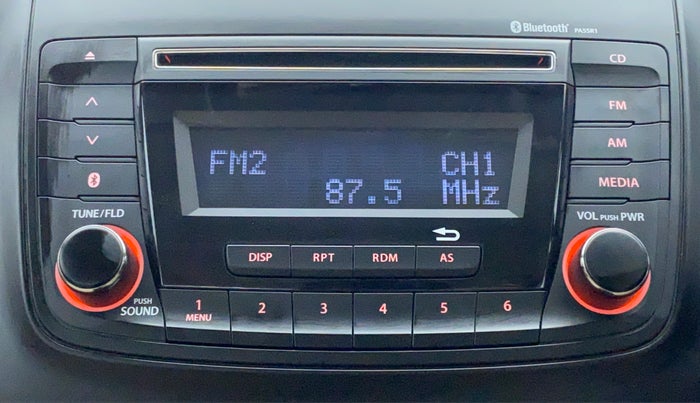 Bluetooth® PA55R1
CD
FM
AM
MEDIA
FM2 CH1
87.5 MHz
TUNE/FLD
VOL PUSH PWR
DISP RPT RDM AS
PUSH SOUND
1 MENU 2 3 4 5 6